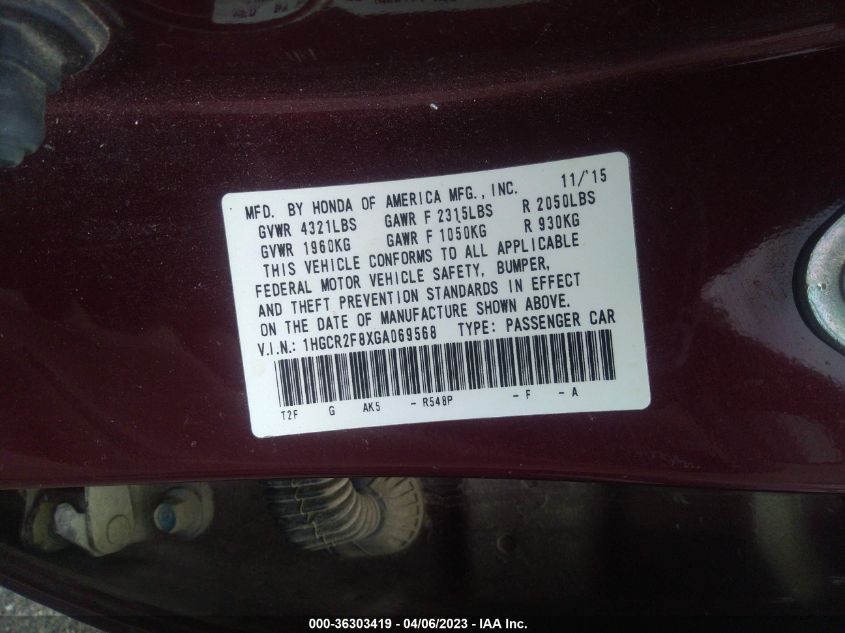 MFD. BY HONDA OF AMERICA MFG., INC. 11/'15
GVWR 4321LBS GAWR F 2315LBS R 2050LBS
GVWR 1960KG GAWR F 1050KG R 930KG
THIS VEHICLE CONFORMS TO ALL APPLICABLE
FEDERAL MOTOR VEHICLE SAFETY, BUMPER,
AND THEFT PREVENTION STANDARDS IN EFFECT
ON THE DATE OF MANUFACTURE SHOWN ABOVE.
V.I.N.: 1HGCR2F8XGA069568 TYPE: PASSENGER CAR
T2F G AK5 - R548P - F - A
000-36303419 - 04/06/2023 - IAA Inc.